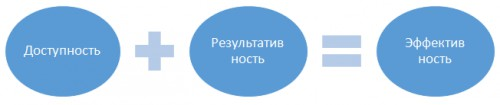 Доступность
Результатив
ность
Эффектив
ность